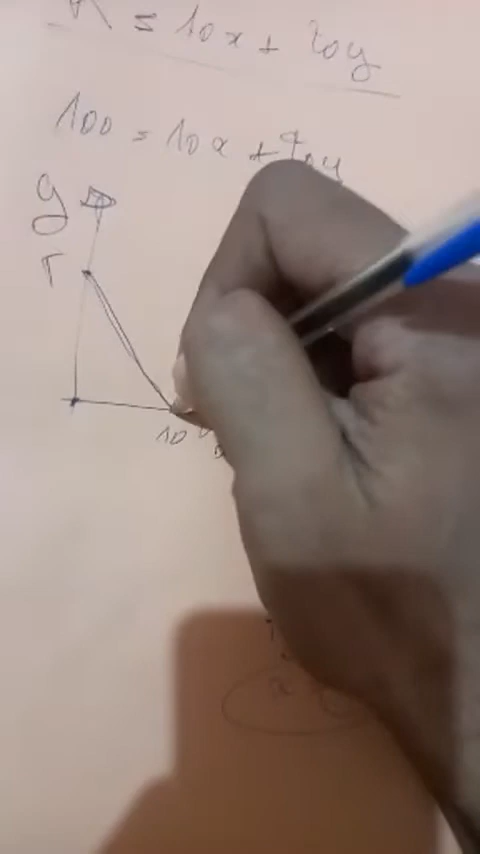 R = 10x + 20y
100 = 10x + 20y
y
5
10